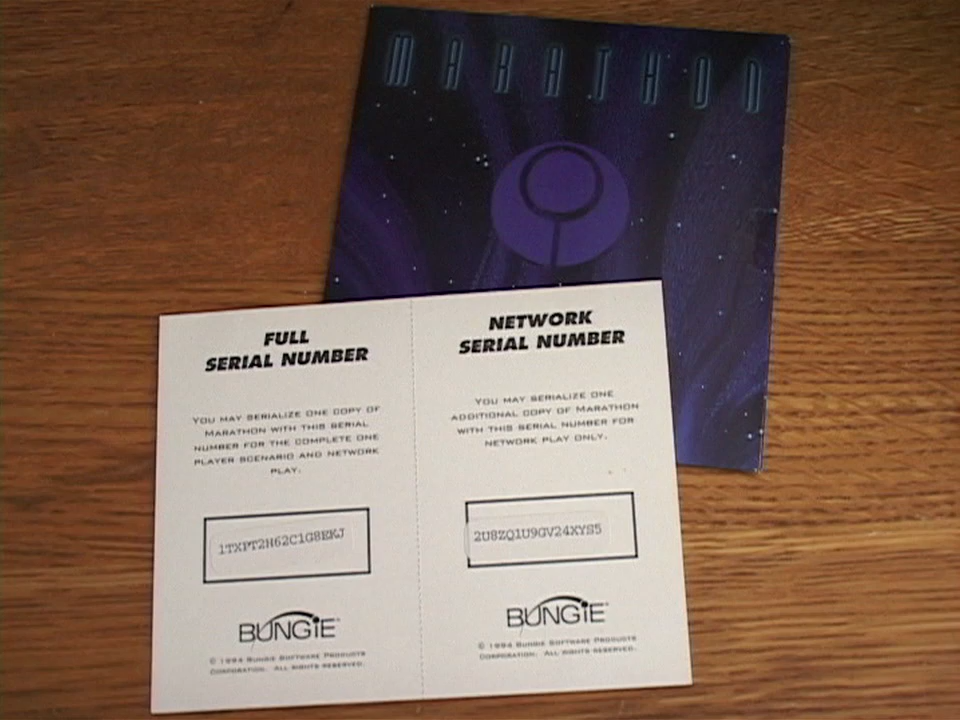 MARATHON
FULL
SERIAL NUMBER
YOU MAY SERIALIZE ONE COPY OF
MARATHON WITH THIS SERIAL
NUMBER FOR THE COMPLETE ONE
PLAYER SCENARIO AND NETWORK
PLAY.
1TXPT2H62C1G8EKJ
BUNGiE™
© 1994 BUNGIE SOFTWARE PRODUCTS
CORPORATION. ALL RIGHTS RESERVED.
NETWORK
SERIAL NUMBER
YOU MAY SERIALIZE ONE
ADDITIONAL COPY OF MARATHON
WITH THIS SERIAL NUMBER FOR
NETWORK PLAY ONLY.
2U8ZQ1U9GV24XYS5
BUNGiE™
© 1994 BUNGIE SOFTWARE PRODUCTS
CORPORATION. ALL RIGHTS RESERVED.